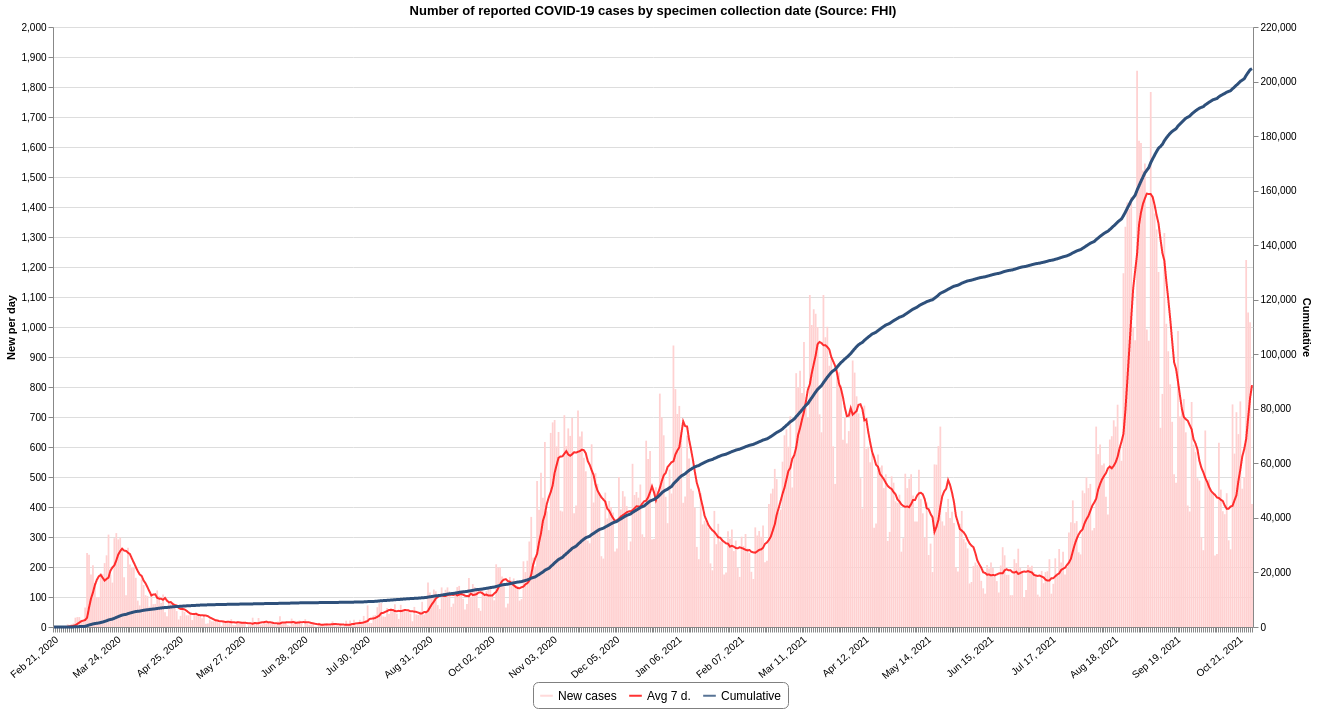 Number of reported COVID-19 cases by specimen collection date (Source: FHI)
2,000
1,900
1,800
1,700
1,600
1,500
1,400
1,300
1,200
1,100
1,000
900
800
700
600
500
400
300
200
100
0
New per day
220,000
200,000
180,000
160,000
140,000
120,000
100,000
80,000
60,000
40,000
20,000
0
Cumulative
Feb 21, 2020
Mar 24, 2020
Apr 25, 2020
May 27, 2020
Jun 28, 2020
Jul 30, 2020
Aug 31, 2020
Oct 02, 2020
Nov 03, 2020
Dec 05, 2020
Jan 06, 2021
Feb 07, 2021
Mar 11, 2021
Apr 12, 2021
May 14, 2021
Jun 15, 2021
Jul 17, 2021
Aug 18, 2021
Sep 19, 2021
Oct 21, 2021
New cases Avg 7 d. Cumulative